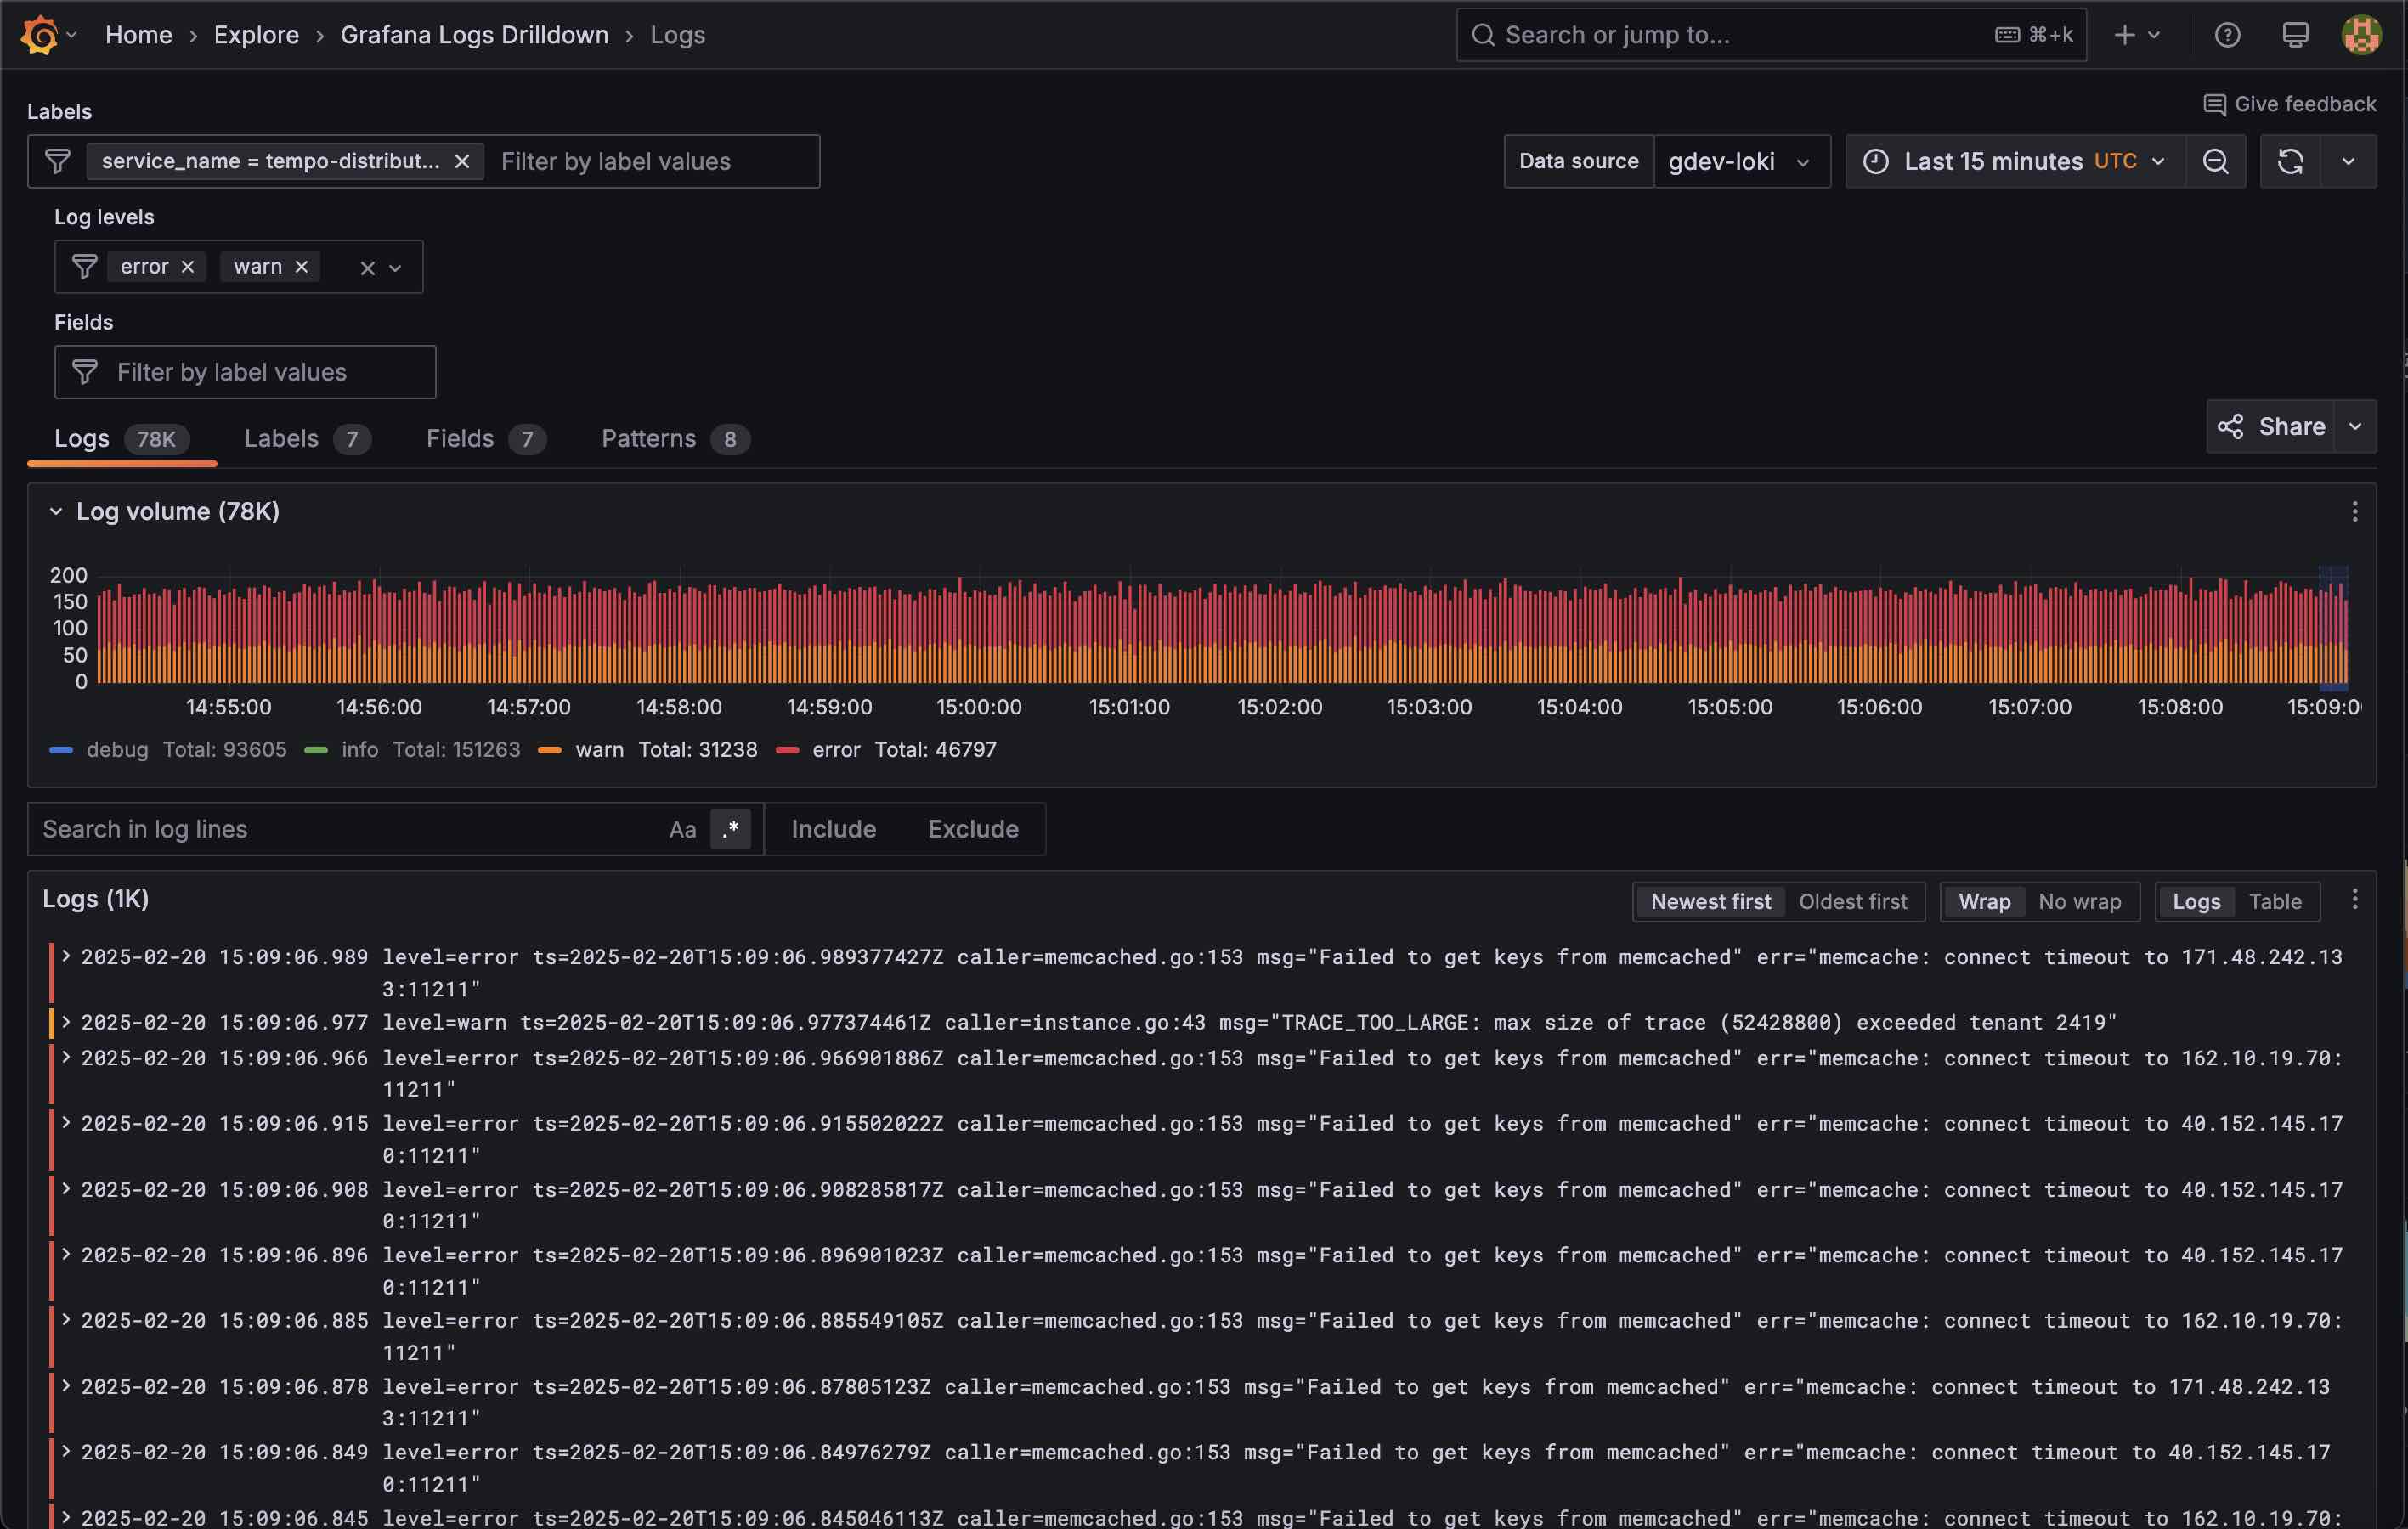 Home › Explore › Grafana Logs Drilldown › Logs
Search or jump to... ⌘+k
Give feedback
Labels
service_name = tempo-distribut... Filter by label values
Data source gdev-loki Last 15 minutes UTC
Log levels
error warn
Fields
Filter by label values
Logs 78K Labels 7 Fields 7 Patterns 8
Share
Log volume (78K)
200
150
100
50
0
14:55:00 14:56:00 14:57:00 14:58:00 14:59:00 15:00:00 15:01:00 15:02:00 15:03:00 15:04:00 15:05:00 15:06:00 15:07:00 15:08:00 15:09:0
debug Total: 93605 info Total: 151263 warn Total: 31238 error Total: 46797
Search in log lines Aa .* Include Exclude
Logs (1K) Newest first Oldest first Wrap No wrap Logs Table
2025-02-20 15:09:06.989 level=error ts=2025-02-20T15:09:06.989377427Z caller=memcached.go:153 msg="Failed to get keys from memcached" err="memcache: connect timeout to 171.48.242.13
3:11211"
2025-02-20 15:09:06.977 level=warn ts=2025-02-20T15:09:06.977374461Z caller=instance.go:43 msg="TRACE_TOO_LARGE: max size of trace (52428800) exceeded tenant 2419"
2025-02-20 15:09:06.966 level=error ts=2025-02-20T15:09:06.966901886Z caller=memcached.go:153 msg="Failed to get keys from memcached" err="memcache: connect timeout to 162.10.19.70:
11211"
2025-02-20 15:09:06.915 level=error ts=2025-02-20T15:09:06.915502022Z caller=memcached.go:153 msg="Failed to get keys from memcached" err="memcache: connect timeout to 40.152.145.17
0:11211"
2025-02-20 15:09:06.908 level=error ts=2025-02-20T15:09:06.908285817Z caller=memcached.go:153 msg="Failed to get keys from memcached" err="memcache: connect timeout to 40.152.145.17
0:11211"
2025-02-20 15:09:06.896 level=error ts=2025-02-20T15:09:06.896901023Z caller=memcached.go:153 msg="Failed to get keys from memcached" err="memcache: connect timeout to 40.152.145.17
0:11211"
2025-02-20 15:09:06.885 level=error ts=2025-02-20T15:09:06.885549105Z caller=memcached.go:153 msg="Failed to get keys from memcached" err="memcache: connect timeout to 162.10.19.70:
11211"
2025-02-20 15:09:06.878 level=error ts=2025-02-20T15:09:06.87805123Z caller=memcached.go:153 msg="Failed to get keys from memcached" err="memcache: connect timeout to 171.48.242.13
3:11211"
2025-02-20 15:09:06.849 level=error ts=2025-02-20T15:09:06.84976279Z caller=memcached.go:153 msg="Failed to get keys from memcached" err="memcache: connect timeout to 40.152.145.17
0:11211"
2025-02-20 15:09:06.845 level=error ts=2025-02-20T15:09:06.845046113Z caller=memcached.go:153 msg="Failed to get keys from memcached" err="memcache: connect timeout to 162.10.19.70: